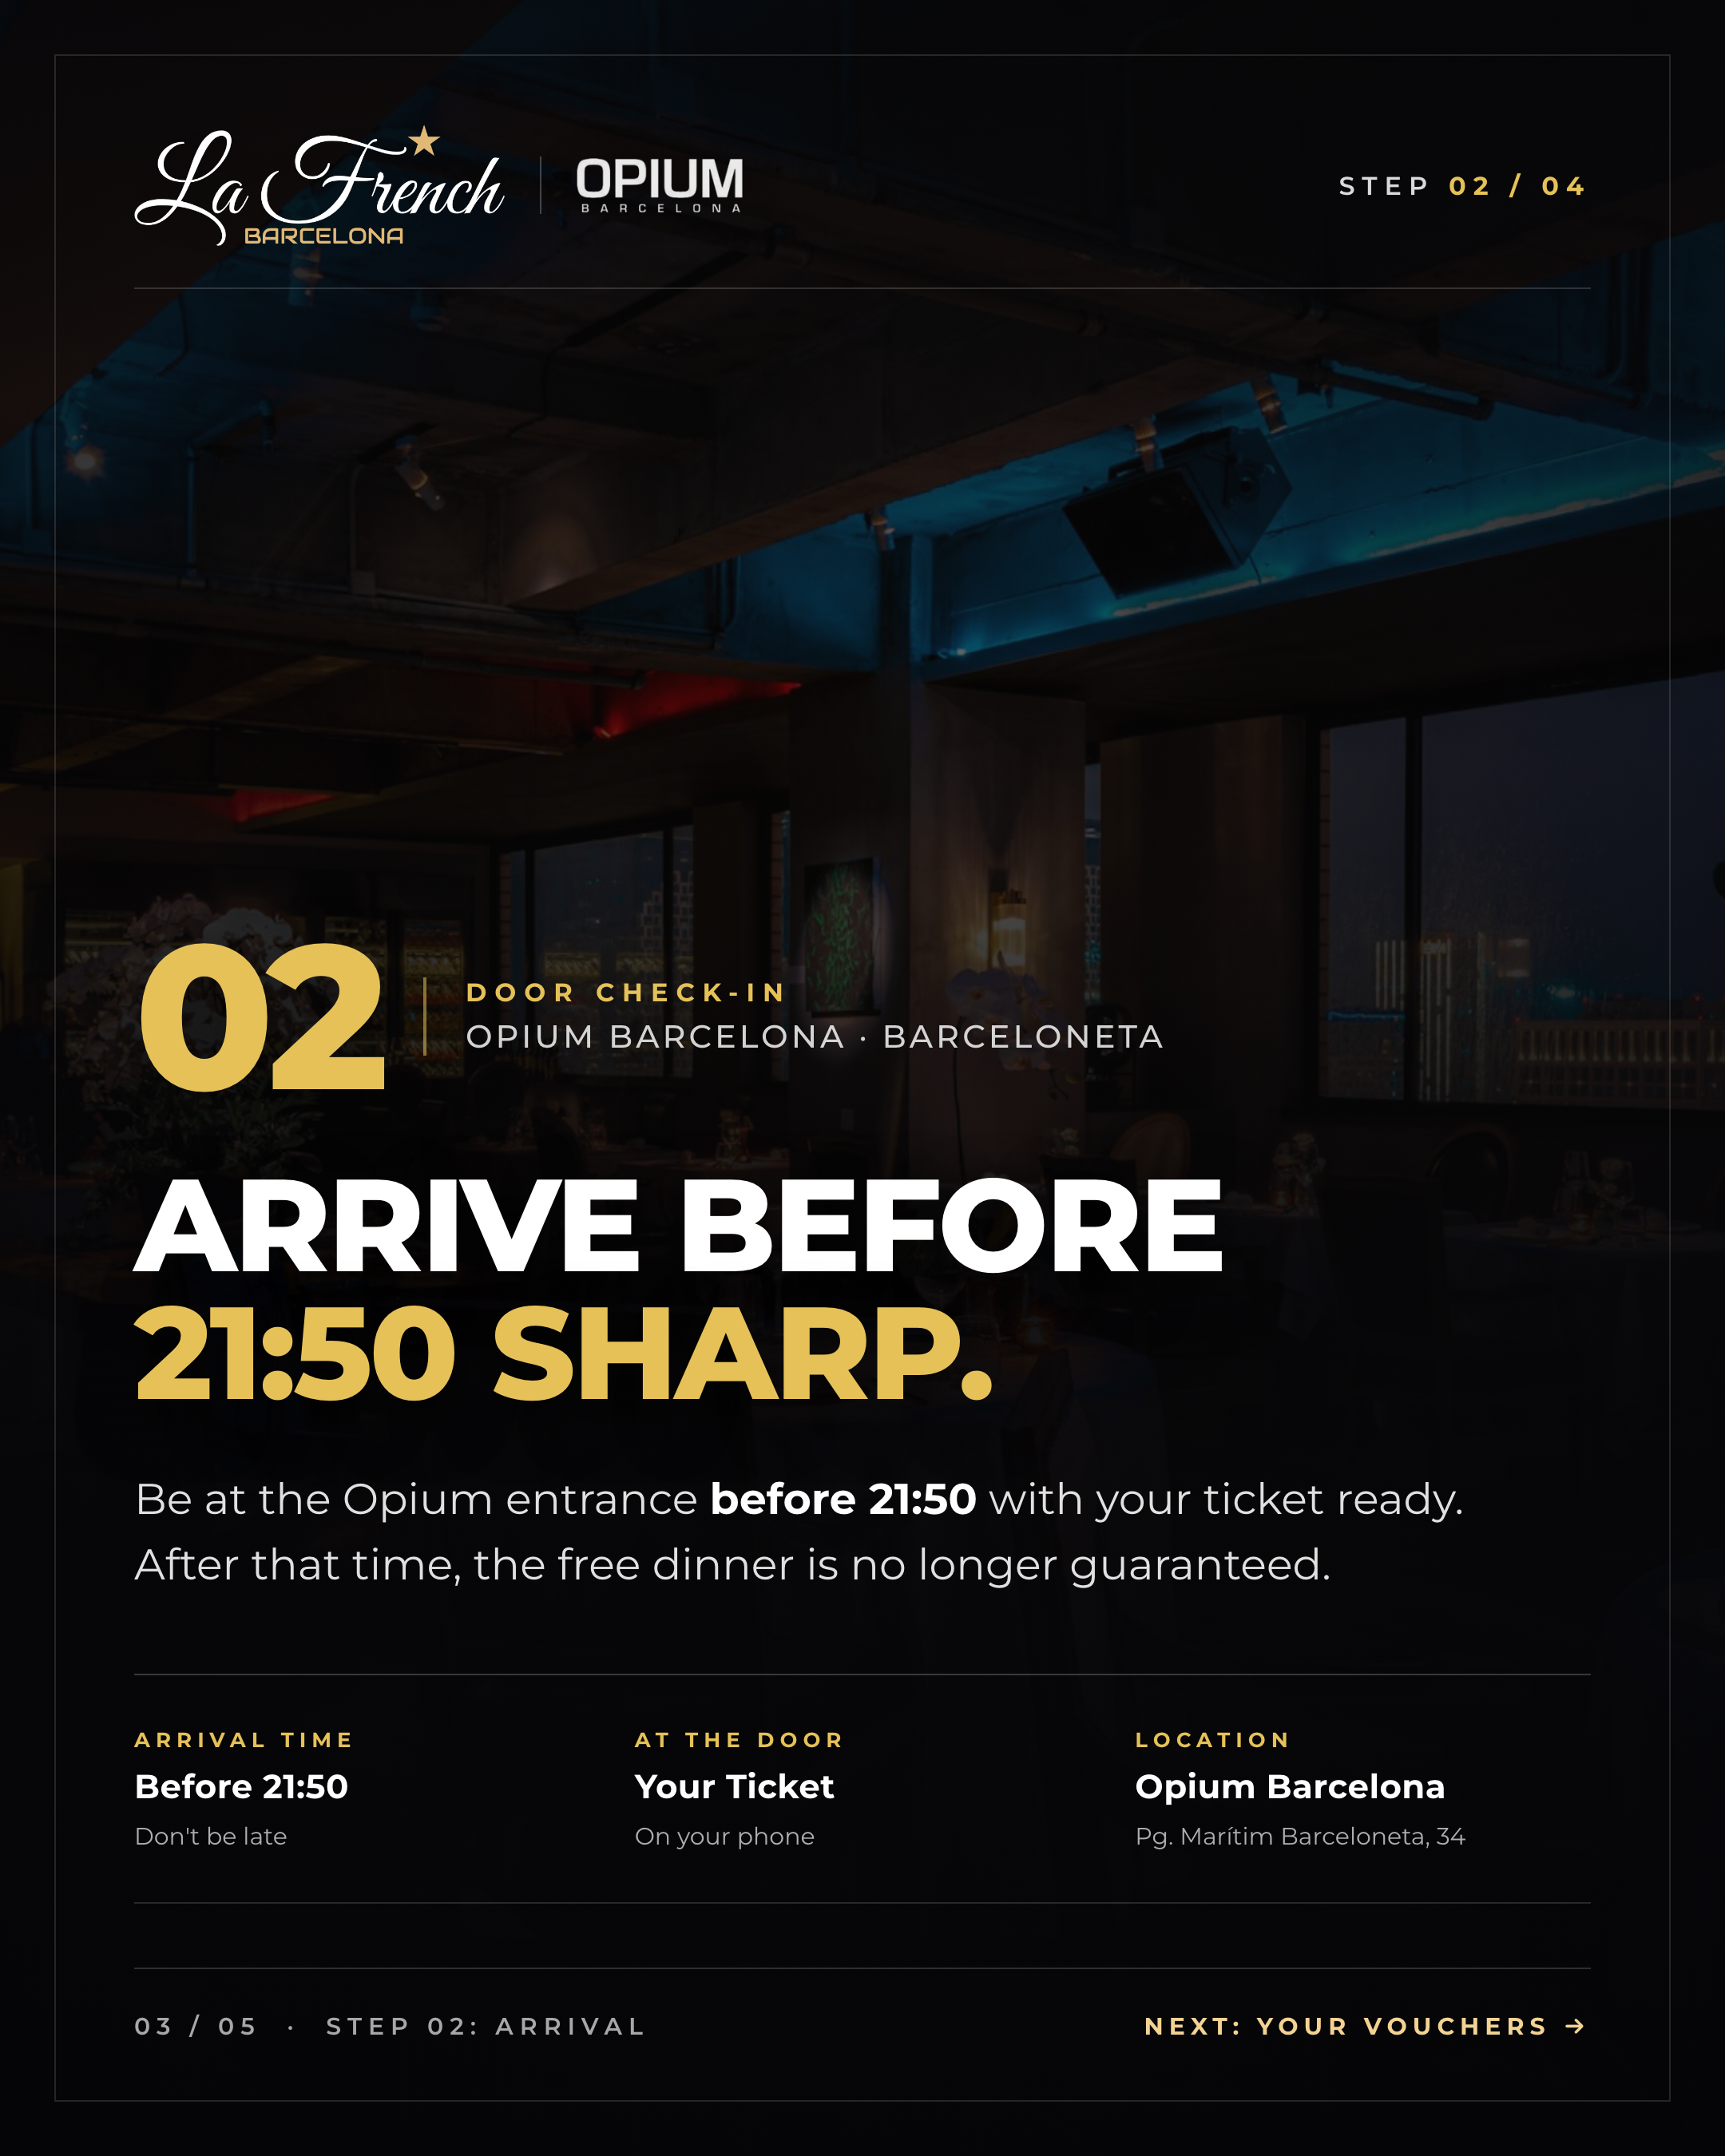 La French
BARCELONA
OPIUM
BARCELONA
STEP 02 / 04
02
DOOR CHECK-IN
OPIUM BARCELONA · BARCELONETA
ARRIVE BEFORE
21:50 SHARP.
Be at the Opium entrance before 21:50 with your ticket ready.
After that time, the free dinner is no longer guaranteed.
ARRIVAL TIME
Before 21:50
Don't be late
AT THE DOOR
Your Ticket
On your phone
LOCATION
Opium Barcelona
Pg. Marítim Barceloneta, 34
03 / 05 · STEP 02: ARRIVAL
NEXT: YOUR VOUCHERS →